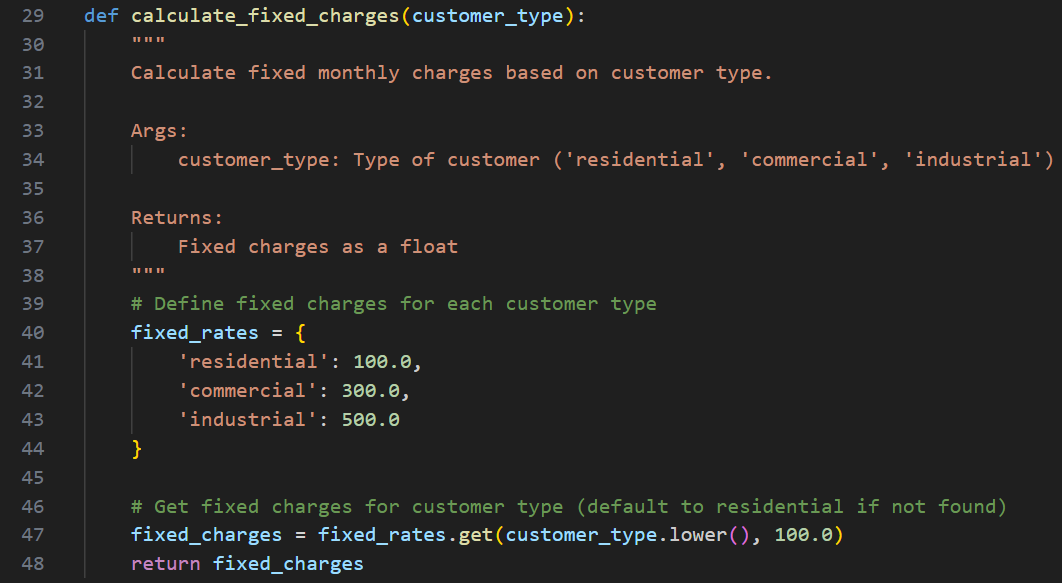 29 def calculate_fixed_charges(customer_type):
30     """
31     Calculate fixed monthly charges based on customer type.
32
33     Args:
34         customer_type: Type of customer ('residential', 'commercial', 'industrial')
35
36     Returns:
37         Fixed charges as a float
38     """
39     # Define fixed charges for each customer type
40     fixed_rates = {
41         'residential': 100.0,
42         'commercial': 300.0,
43         'industrial': 500.0
44     }
45
46     # Get fixed charges for customer type (default to residential if not found)
47     fixed_charges = fixed_rates.get(customer_type.lower(), 100.0)
48     return fixed_charges